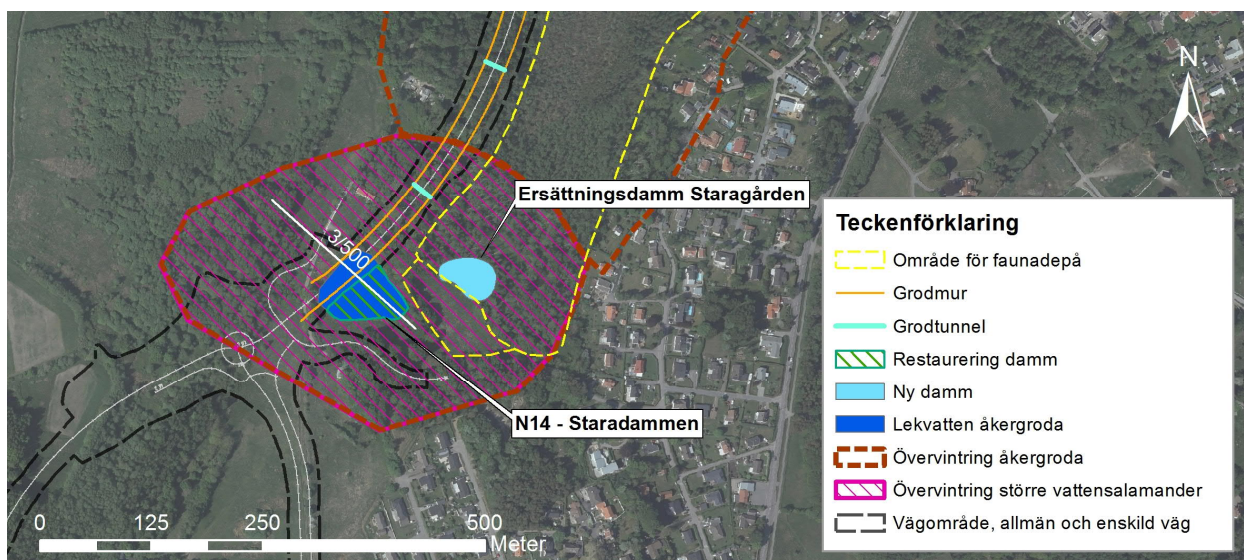 N
Ersättningsdamm Staragården
3/500
N14 - Staradammen
0 125 250 500
Meter
Teckenförklaring
Område för faunadepå
Grodmur
Grodtunnel
Restaurering damm
Ny damm
Lekvatten åkergroda
Övervintring åkergroda
Övervintring större vattensalamander
Vägområde, allmän och enskild väg